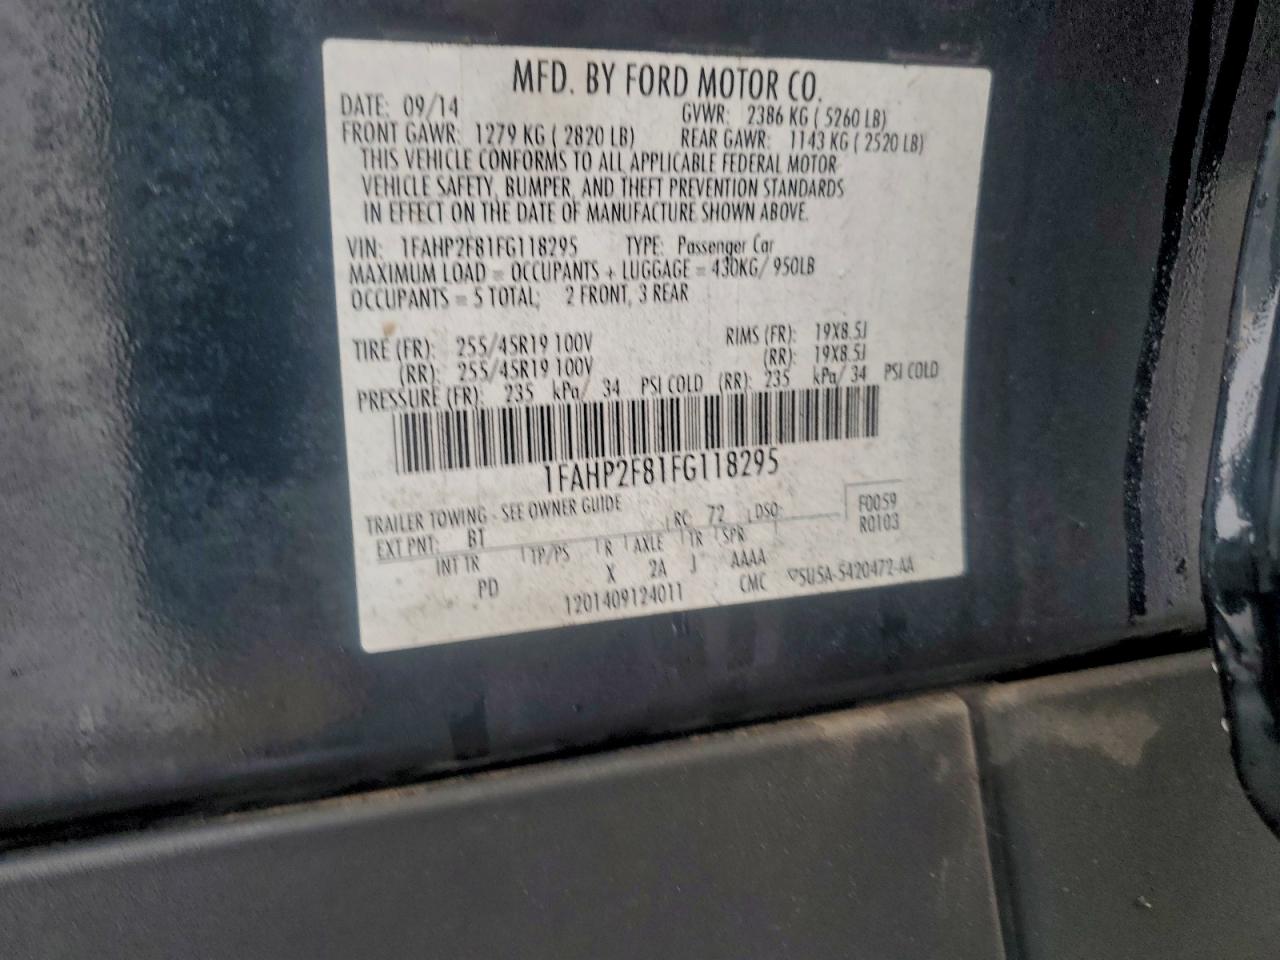 MFD. BY FORD MOTOR CO.
DATE: 09/14 GVWR: 2386 KG ( 5260 LB)
FRONT GAWR: 1279 KG ( 2820 LB) REAR GAWR: 1143 KG ( 2520 LB)
THIS VEHICLE CONFORMS TO ALL APPLICABLE FEDERAL MOTOR
VEHICLE SAFETY, BUMPER, AND THEFT PREVENTION STANDARDS
IN EFFECT ON THE DATE OF MANUFACTURE SHOWN ABOVE.
VIN: 1FAHP2F81FG118295 TYPE: Passenger Car
MAXIMUM LOAD = OCCUPANTS + LUGGAGE = 430KG/ 950LB
OCCUPANTS = 5 TOTAL; 2 FRONT, 3 REAR
TIRE (FR): 255/45R19 100V RIMS (FR): 19X8.5J
(RR): 255/45R19 100V (RR): 19X8.5J
PRESSURE (FR): 235 kPa/ 34 PSI COLD (RR): 235 kPa/ 34 PSI COLD
1FAHP2F81FG118295
TRAILER TOWING - SEE OWNER GUIDE
EXT PNT: BT RC: 72 DSO: F0059
R0103
INT TR TP/PS R AXLE TR SPR
PD X 2A J AAAA
1201409124011 CMC 5U5A-5420472-AA